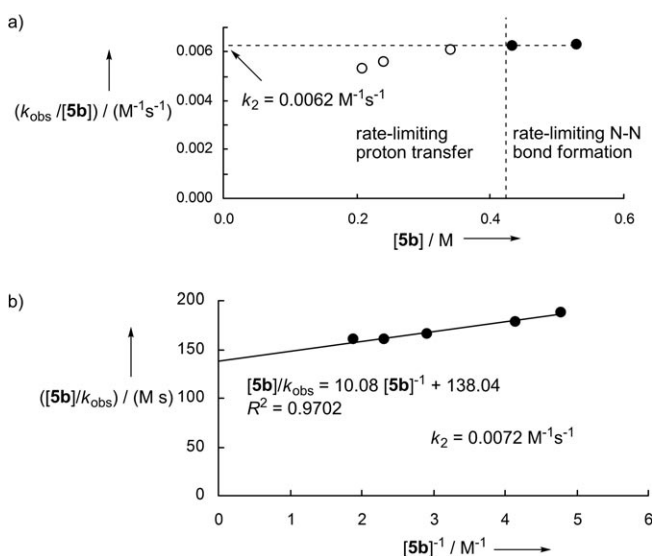 a)
0.006
0.004
0.002
0.000
(kobs /[5b]) / (M⁻¹s⁻¹)
k₂ = 0.0062 M⁻¹s⁻¹
rate-limiting
proton transfer
rate-limiting N-N
bond formation
0.0
0.2
0.4
0.6
[5b] / M
b)
200
150
100
50
0
([5b]/kobs) / (M s)
[5b]/kobs = 10.08 [5b]⁻¹ + 138.04
R² = 0.9702
k₂ = 0.0072 M⁻¹s⁻¹
0 1 2 3 4 5 6
[5b]⁻¹ / M⁻¹